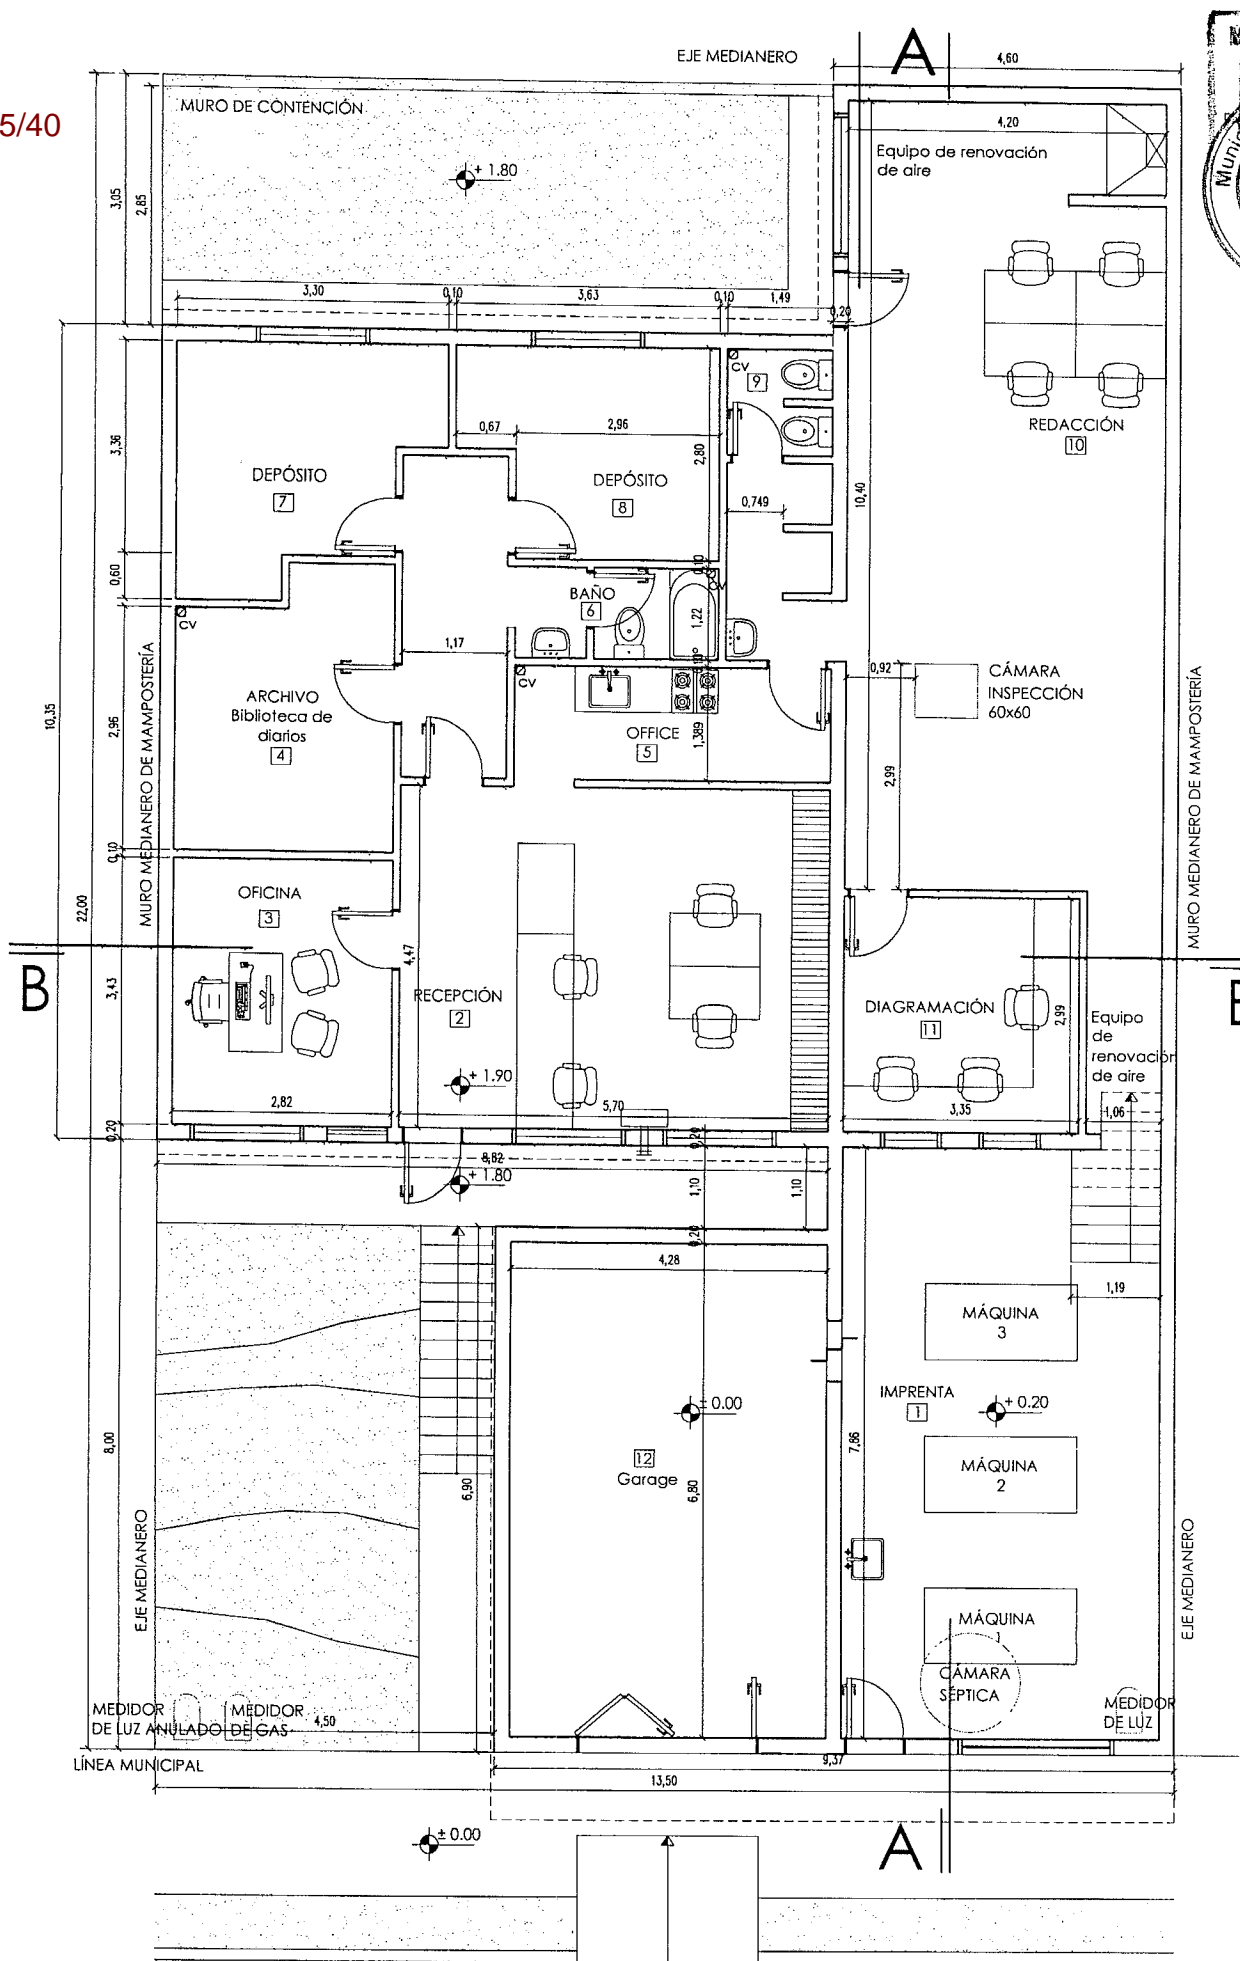 5/40
EJE MEDIANERO
A
4,60
MURO DE CONTENCIÓN
4,20
+ 1.80
Equipo de renovación
de aire
Munic
3,05
2,85
3,30
0,10
3,63
0,10
1,49
0,20
CV
9
REDACCIÓN
10
0,67
2,96
3,36
2,80
DEPÓSITO
7
DEPÓSITO
8
0,749
10,40
0,60
0,10
CV
BAÑO
6
CV
1,22
1,17
0,10
CV
0,92
CÁMARA
INSPECCIÓN
60x60
ARCHIVO
Biblioteca de
diarios
4
OFFICE
5
1,389
2,99
10,35
2,96
MURO MEDIANERO DE MAMPOSTERÍA
MURO MEDIANERO DE MAMPOSTERÍA
0,10
22,00
OFICINA
3
B
3,43
4,47
RECEPCIÓN
2
DIAGRAMACIÓN
11
2,99
Equipo
de
renovación
de aire
+ 1.90
2,82
5,70
3,35
1,06
0,20
0,20
8,82
+ 1.80
1,10
1,10
0,20
4,28
1,19
MÁQUINA
3
IMPRENTA
1
+ 0.20
± 0.00
8,00
7,86
12
Garage
MÁQUINA
2
6,90
6,80
EJE MEDIANERO
EJE MEDIANERO
MÁQUINA
1
CÁMARA
SÉPTICA
MEDIDOR
DE LUZ ANULADO
MEDIDOR
DE GAS
4,50
MEDIDOR
DE LUZ
LÍNEA MUNICIPAL
9,37
13,50
± 0.00
A